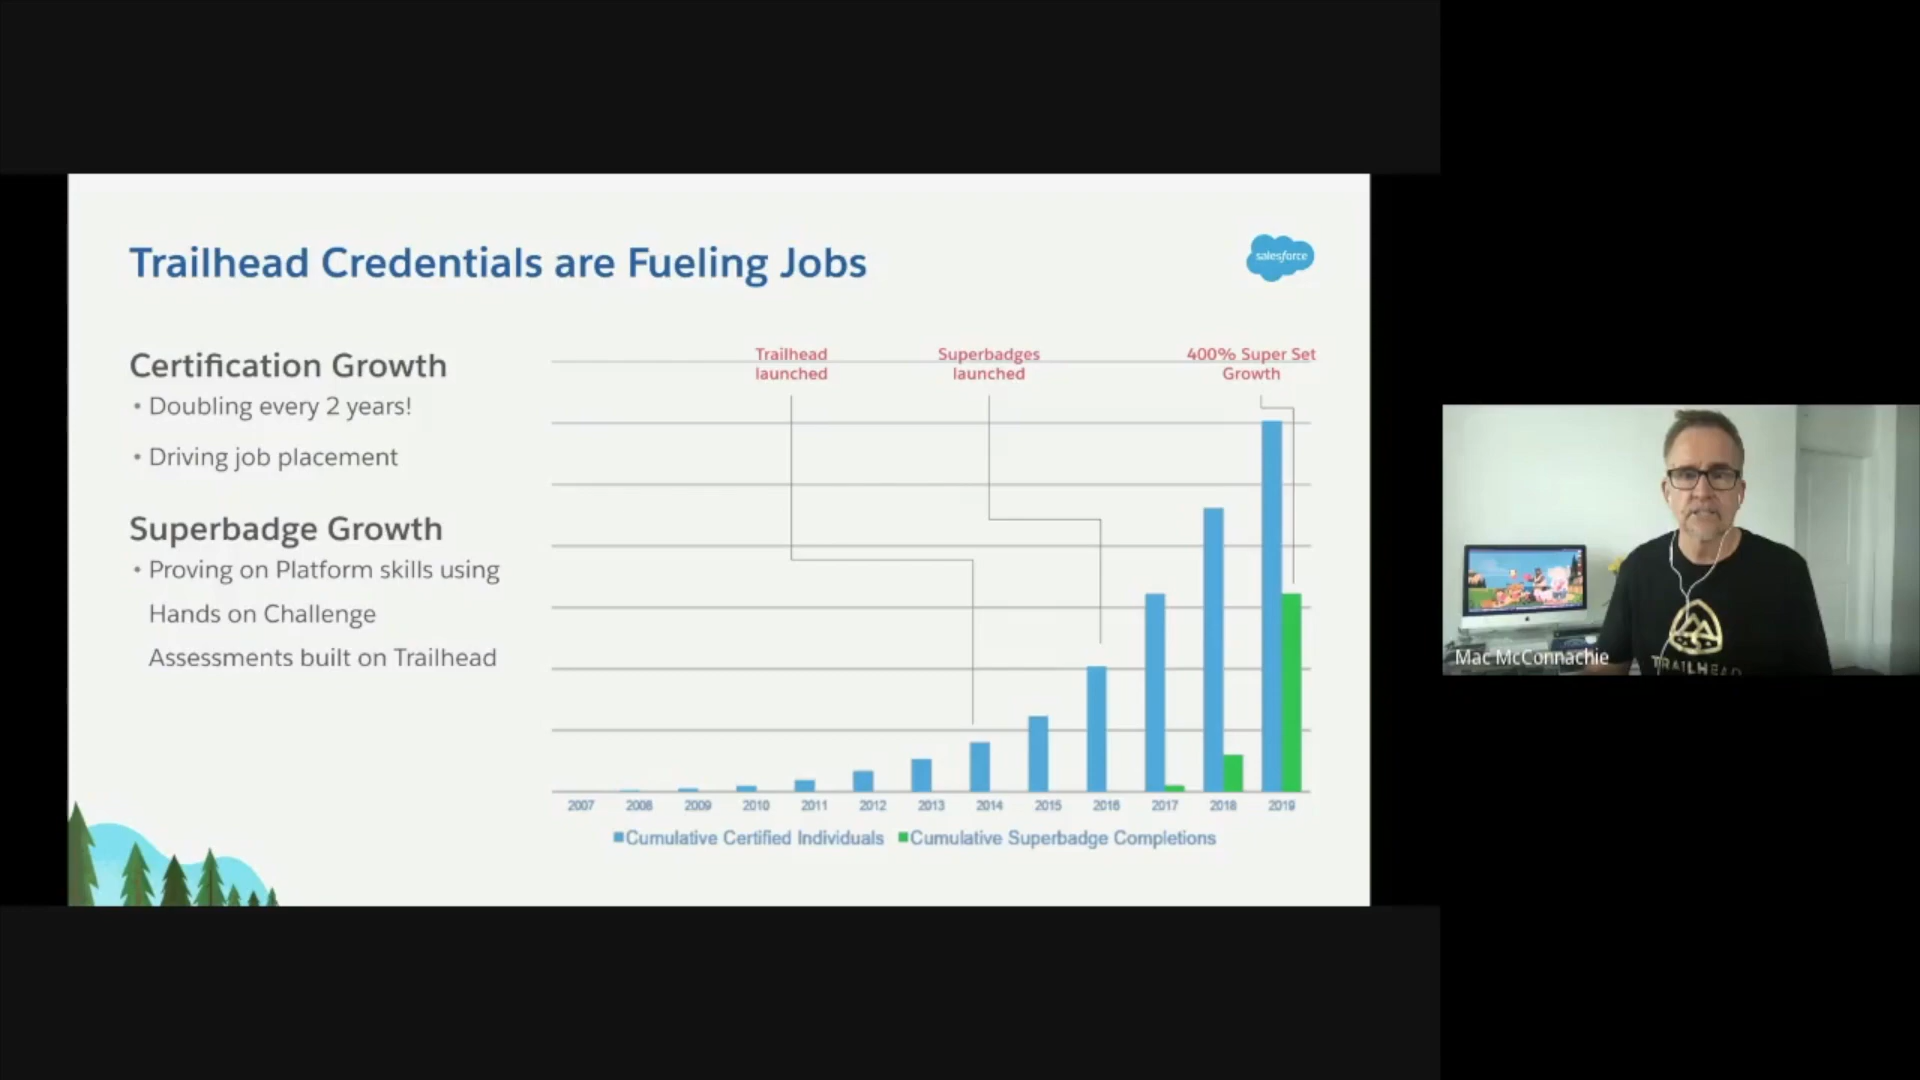 Trailhead Credentials are Fueling Jobs
salesforce
Certification Growth
• Doubling every 2 years!
• Driving job placement
Superbadge Growth
• Proving on Platform skills using
Hands on Challenge
Assessments built on Trailhead
Trailhead
launched
Superbadges
launched
400% Super Set
Growth
2007 2008 2009 2010 2011 2012 2013 2014 2015 2016 2017 2018 2019
Cumulative Certified Individuals Cumulative Superbadge Completions
Mac McConnachie
TRAILHEAD